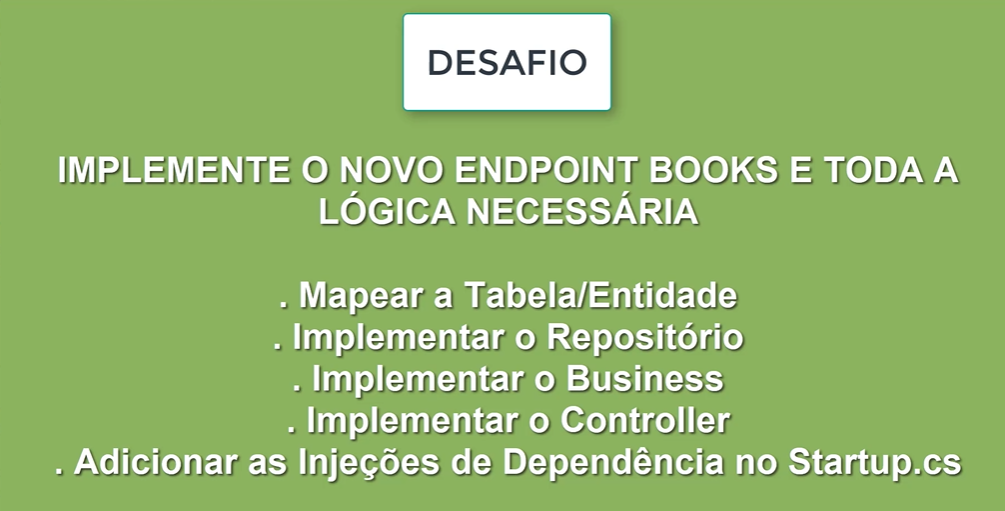 DESAFIO
IMPLEMENTE O NOVO ENDPOINT BOOKS E TODA A
LÓGICA NECESSÁRIA
. Mapear a Tabela/Entidade
. Implementar o Repositório
. Implementar o Business
. Implementar o Controller
. Adicionar as Injeções de Dependência no Startup.cs